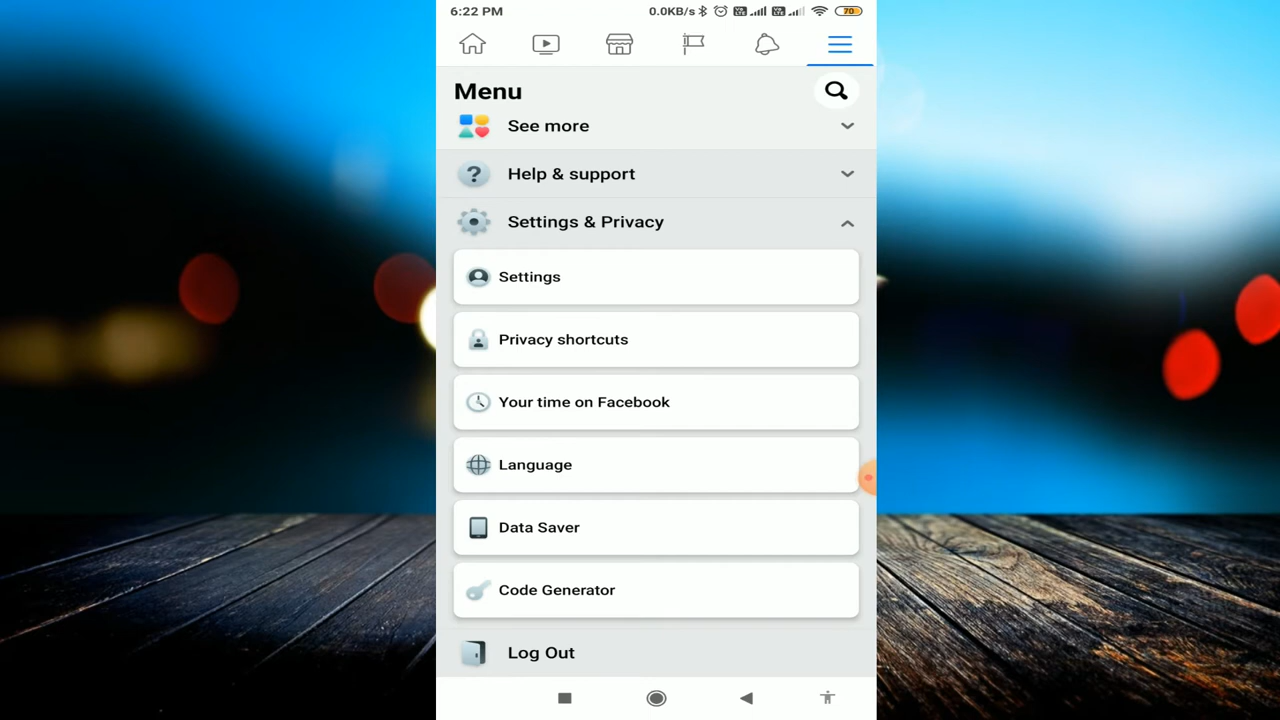 6:22 PM 0.0KB/s 70
Menu
See more
Help & support
Settings & Privacy
Settings
Privacy shortcuts
Your time on Facebook
Language
Data Saver
Code Generator
Log Out